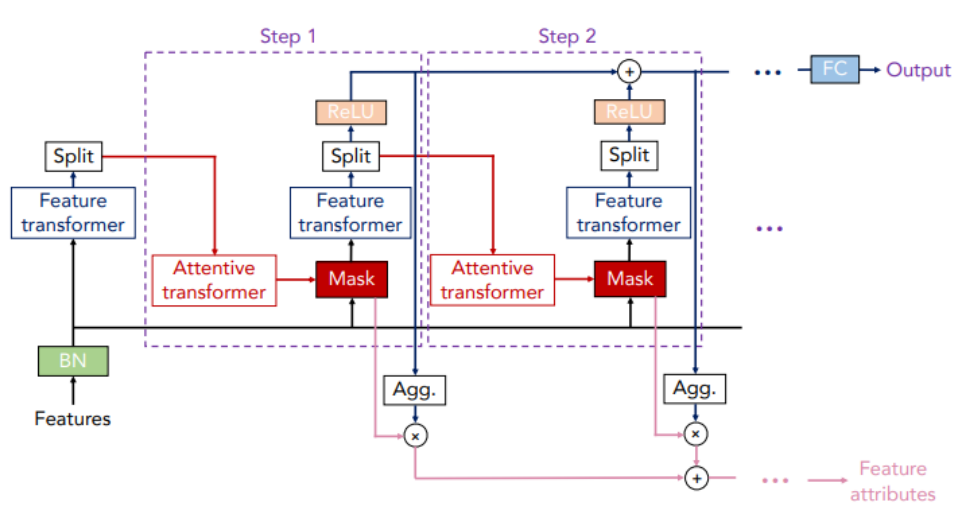 Step 1
Step 2
... FC Output
ReLU
ReLU
+
Split
Split
Split
Feature
transformer
Feature
transformer
Feature
transformer
...
Attentive
transformer
Mask
Attentive
transformer
Mask
BN
Features
Agg.
Agg.
×
×
+
...
Feature
attributes